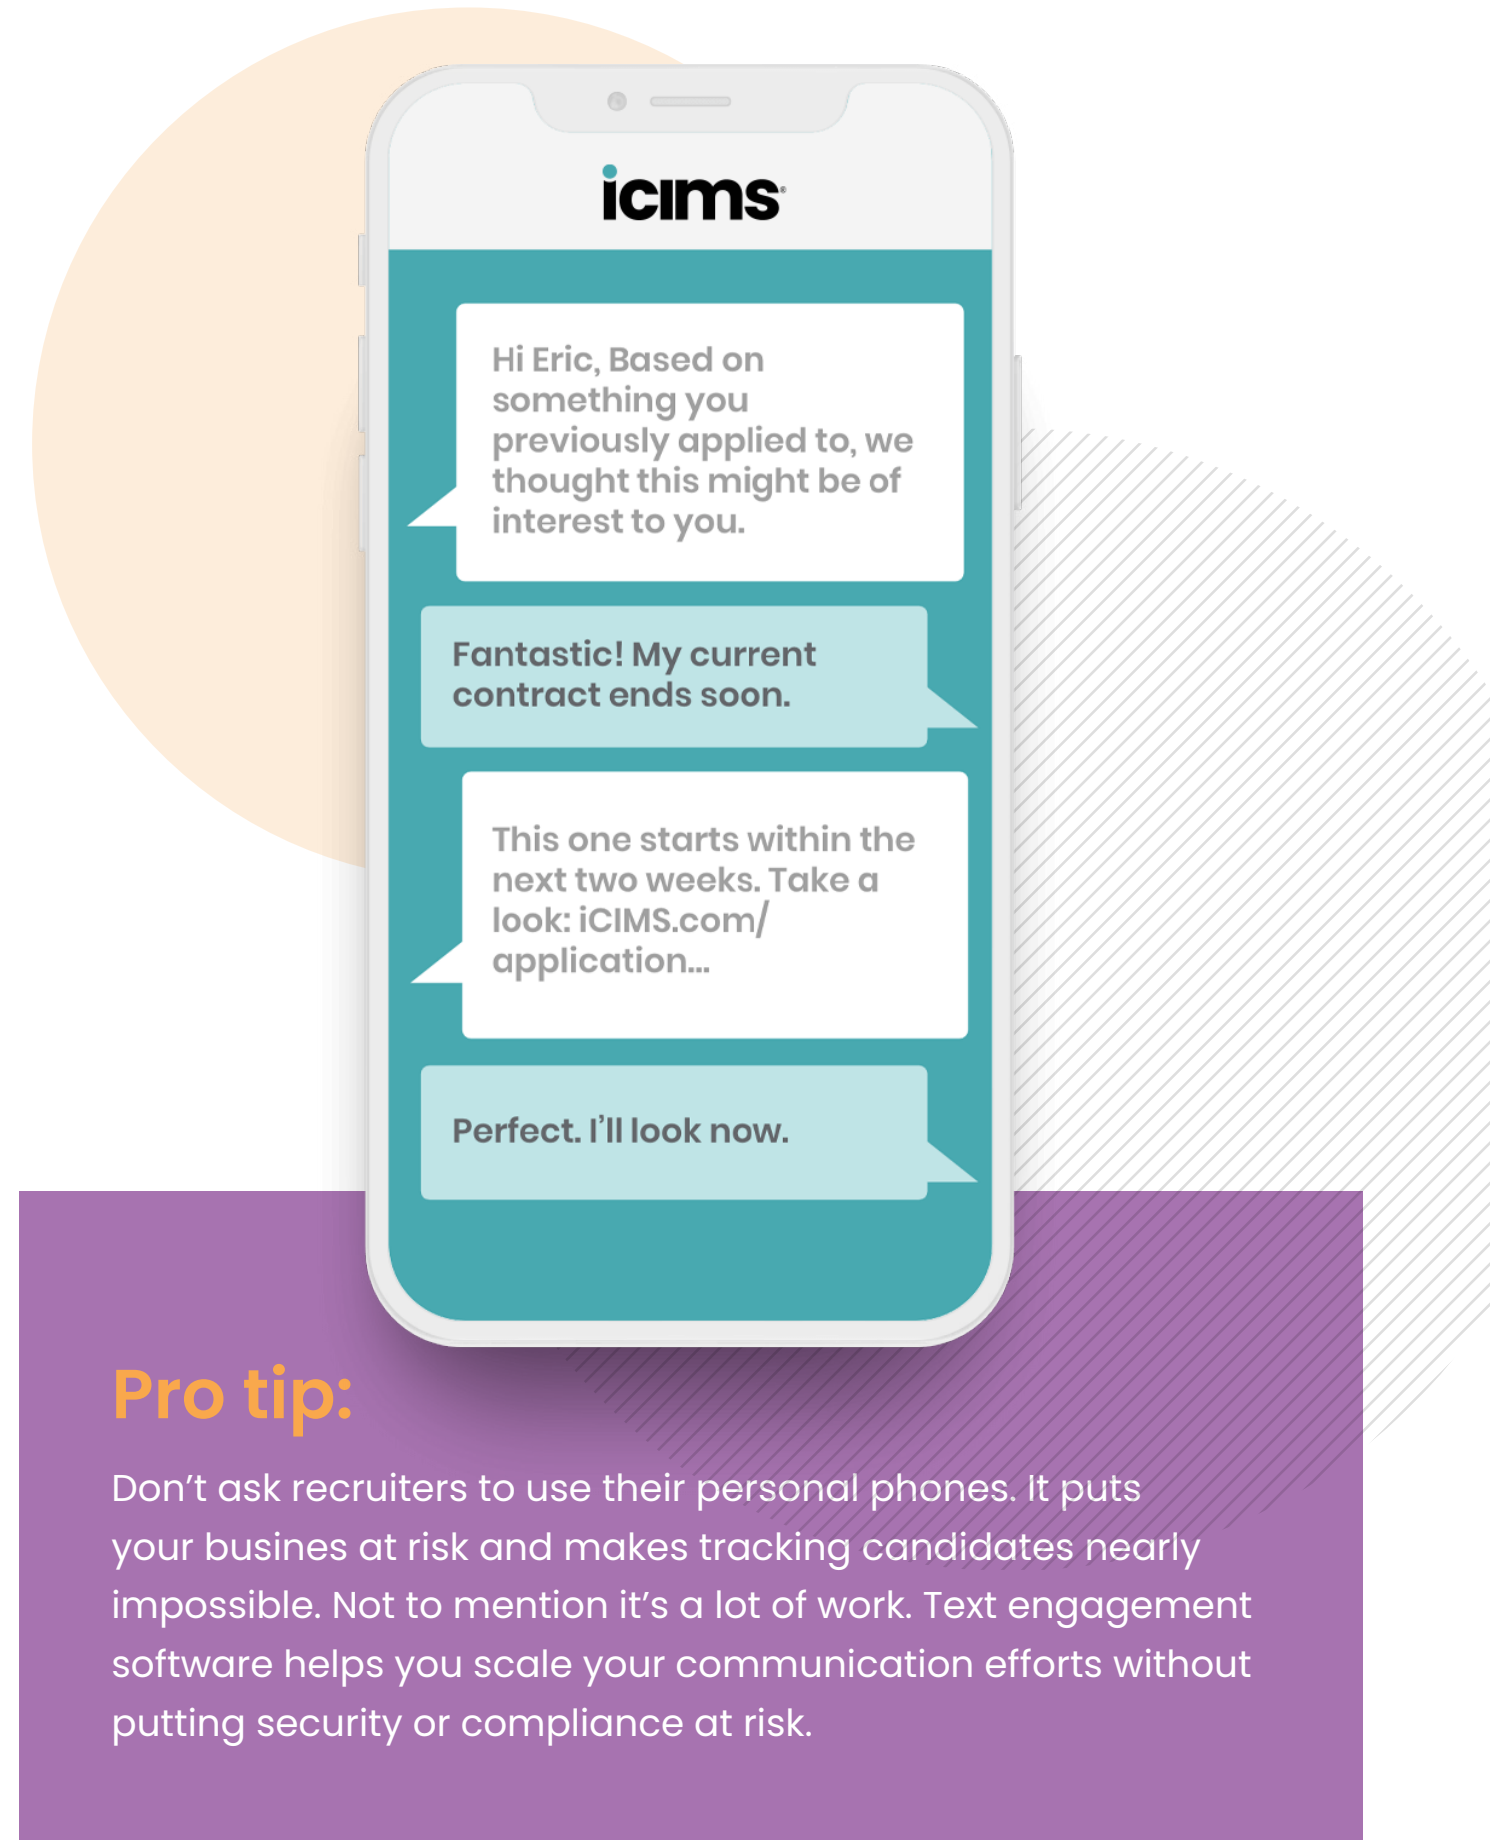 icims®
Hi Eric, Based on
something you
previously applied to, we
thought this might be of
interest to you.
Fantastic! My current
contract ends soon.
This one starts within the
next two weeks. Take a
look: iCIMS.com/
application...
Perfect. I’ll look now.
Pro tip:
Don’t ask recruiters to use their personal phones. It puts
your busines at risk and makes tracking candidates nearly
impossible. Not to mention it’s a lot of work. Text engagement
software helps you scale your communication efforts without
putting security or compliance at risk.